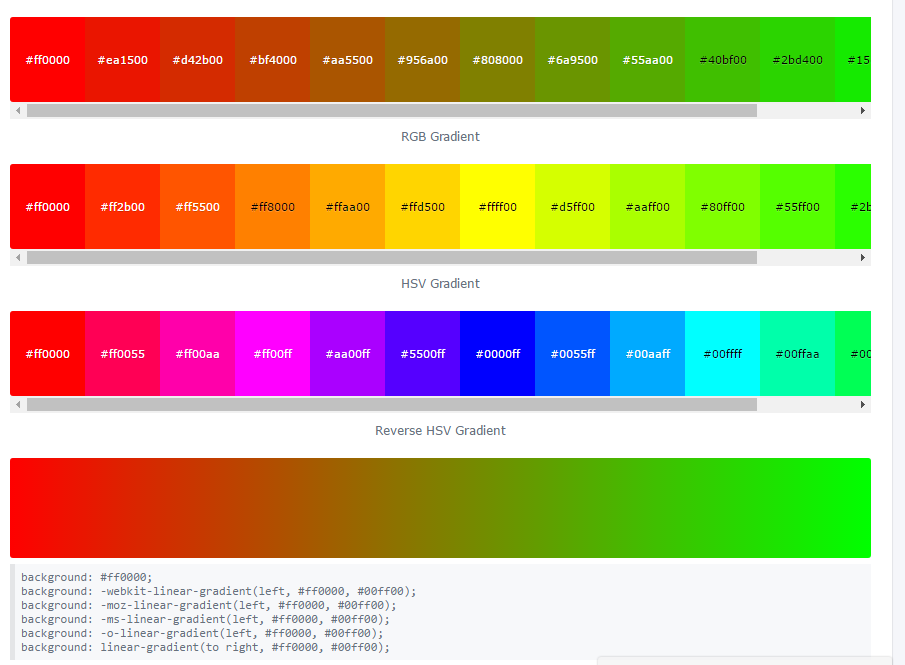 #ff0000 #ea1500 #d42b00 #bf4000 #aa5500 #956a00 #808000 #6a9500 #55aa00 #40bf00 #2bd400 #15
RGB Gradient
#ff0000 #ff2b00 #ff5500 #ff8000 #ffaa00 #ffd500 #ffff00 #d5ff00 #aaff00 #80ff00 #55ff00 #2b
HSV Gradient
#ff0000 #ff0055 #ff00aa #ff00ff #aa00ff #5500ff #0000ff #0055ff #00aaff #00ffff #00ffaa #00
Reverse HSV Gradient
background: #ff0000;
background: -webkit-linear-gradient(left, #ff0000, #00ff00);
background: -moz-linear-gradient(left, #ff0000, #00ff00);
background: -ms-linear-gradient(left, #ff0000, #00ff00);
background: -o-linear-gradient(left, #ff0000, #00ff00);
background: linear-gradient(to right, #ff0000, #00ff00);